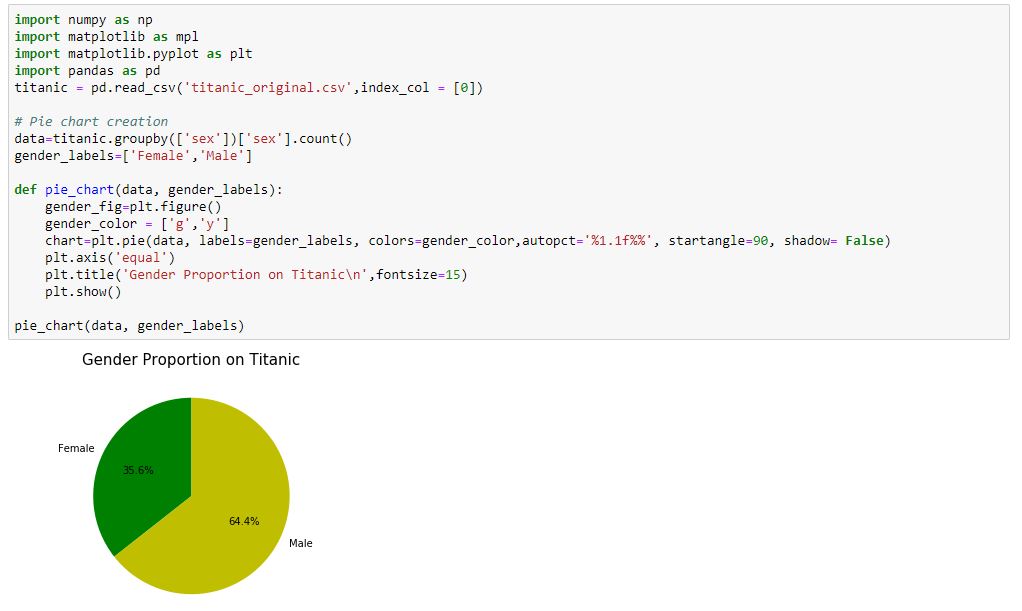 import numpy as np
import matplotlib as mpl
import matplotlib.pyplot as plt
import pandas as pd
titanic = pd.read_csv('titanic_original.csv',index_col = [0])
# Pie chart creation
data=titanic.groupby(['sex'])['sex'].count()
gender_labels=['Female','Male']
def pie_chart(data, gender_labels):
    gender_fig=plt.figure()
    gender_color = ['g','y']
    chart=plt.pie(data, labels=gender_labels, colors=gender_color,autopct='%1.1f%%', startangle=90, shadow= False)
    plt.axis('equal')
    plt.title('Gender Proportion on Titanic\n',fontsize=15)
    plt.show()
pie_chart(data, gender_labels)
Gender Proportion on Titanic
Female
35.6%
64.4%
Male